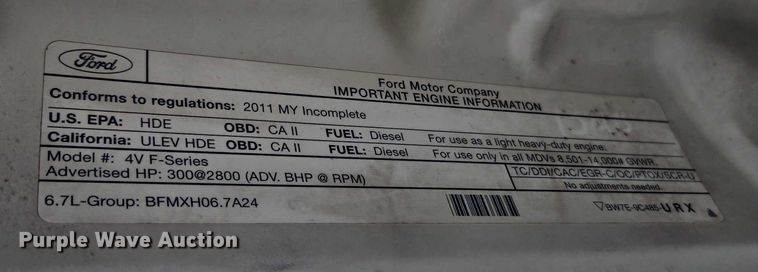 Ford
Ford Motor Company
IMPORTANT ENGINE INFORMATION
Conforms to regulations: 2011 MY Incomplete
U.S. EPA: HDE OBD: CA II FUEL: Diesel For use as a light heavy-duty engine.
California: ULEV HDE OBD: CA II FUEL: Diesel For use only in all MDVs 8,501-14,000# GVWR.
Model #: 4V F-Series
TC/DDI/CAC/EGR-C/OC/PTOX/SCR-U
Advertised HP: 300@2800 (ADV. BHP @ RPM)
No adjustments needed.
6.7L-Group: BFMXH06.7A24
BW7E-9C485-URX
Purple Wave Auction